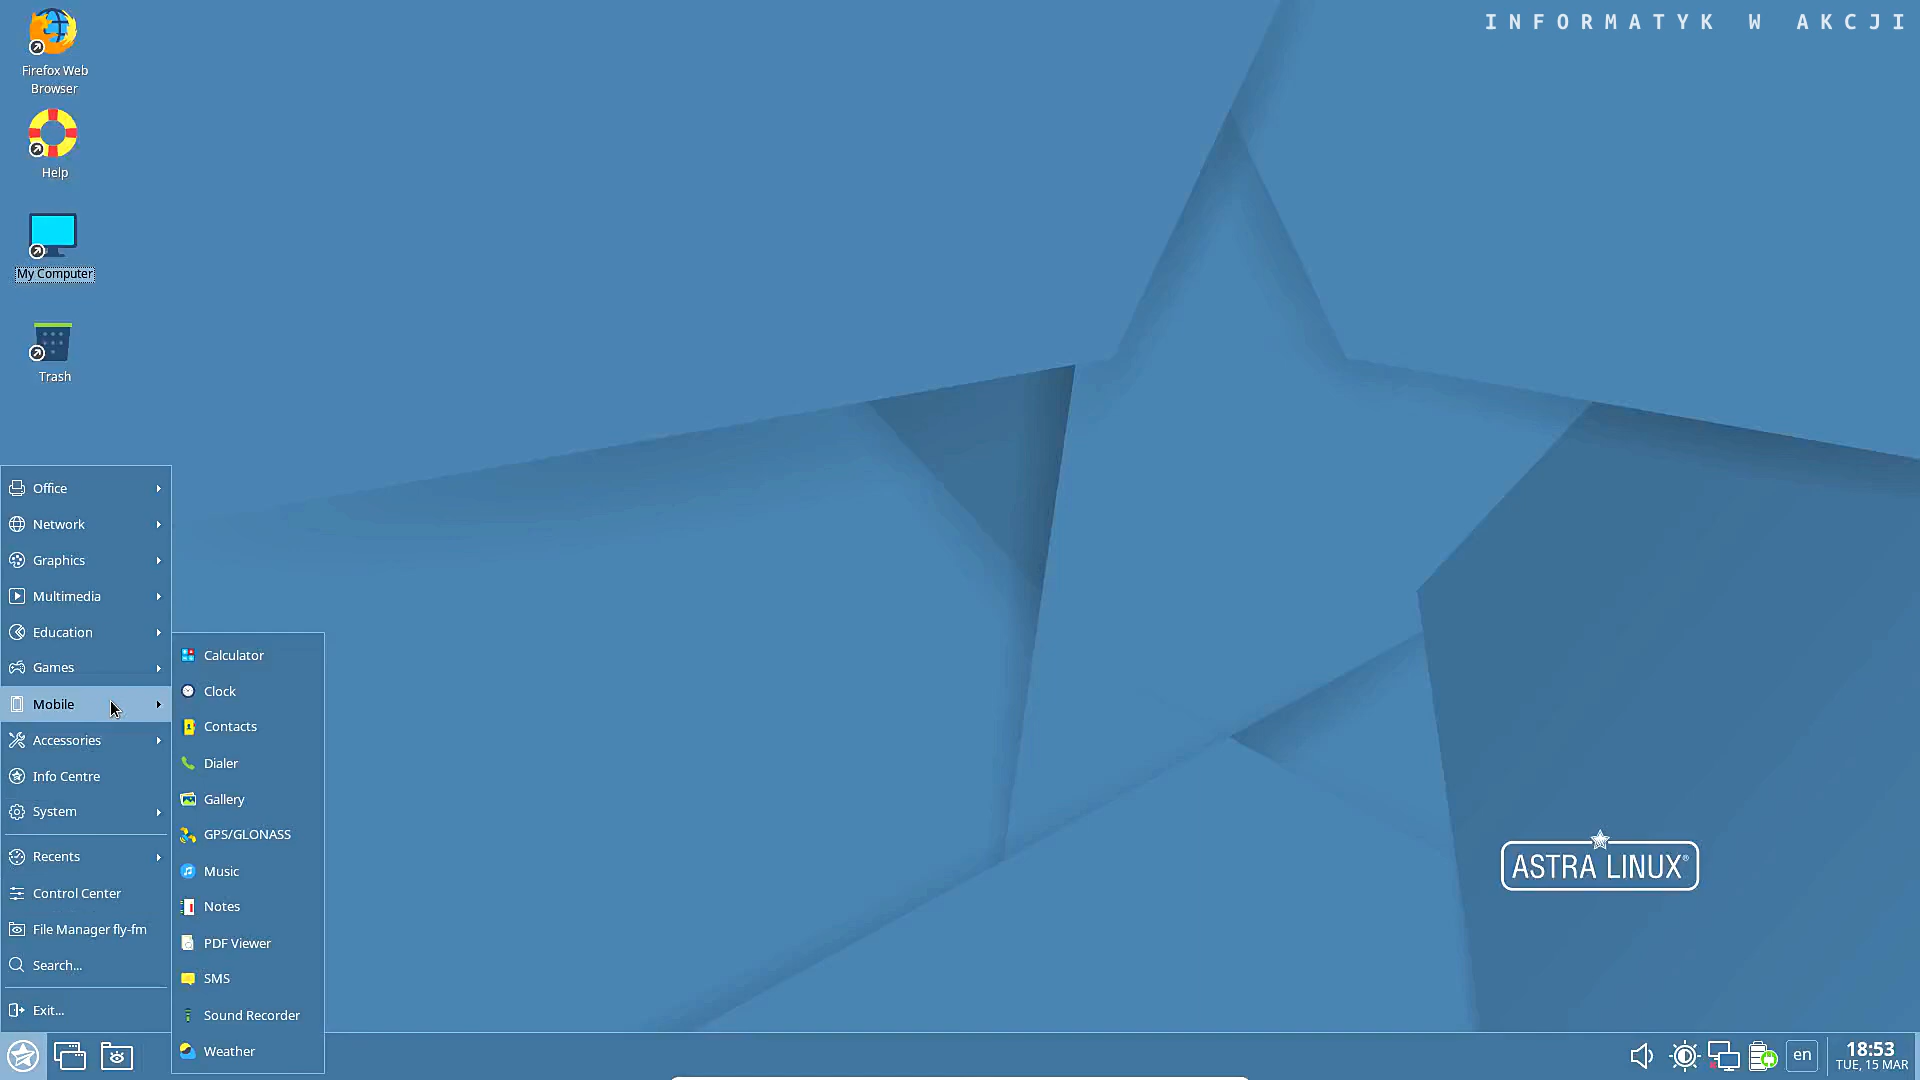 INFORMATYK W AKCJI
Firefox Web
Browser
Help
My Computer
Trash
Office
Network
Graphics
Multimedia
Education
Games
Mobile
Accessories
Info Centre
System
Recents
Control Center
File Manager fly-fm
Search...
Exit...
Calculator
Clock
Contacts
Dialer
Gallery
GPS/GLONASS
Music
Notes
PDF Viewer
SMS
Sound Recorder
Weather
ASTRA LINUX®
en
18:53
TUE, 15 MAR